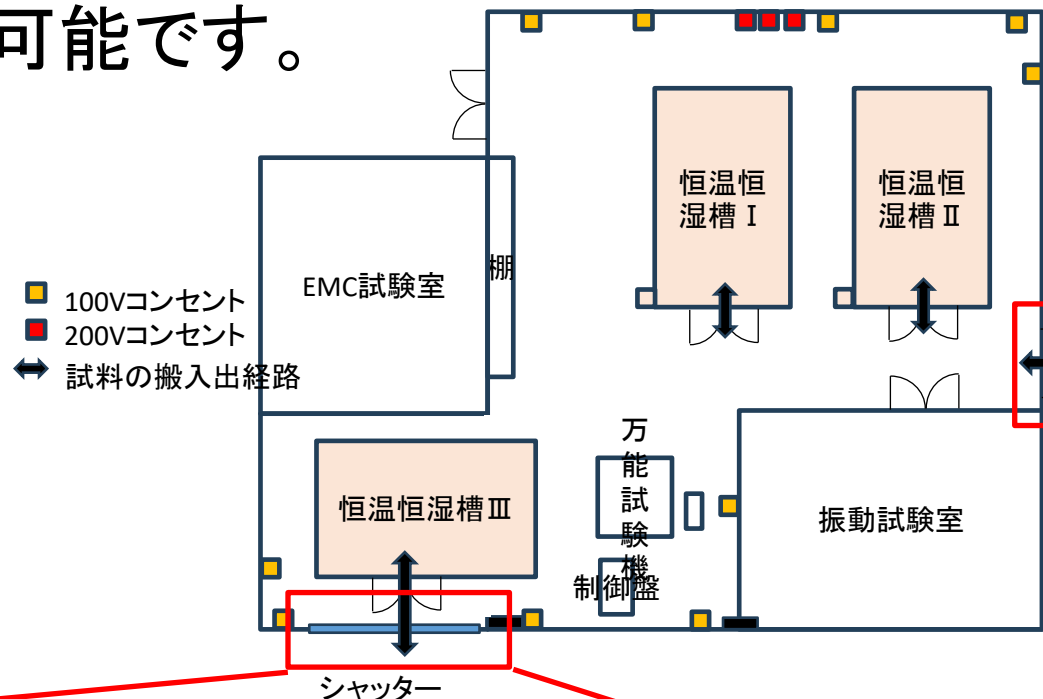 可能です。
恒温恒
湿槽Ⅰ
恒温恒
湿槽Ⅱ
EMC試験室
棚
100Vコンセント
200Vコンセント
試料の搬入出経路
万能試験機
恒温恒湿槽Ⅲ
振動試験室
制御盤
シャッター